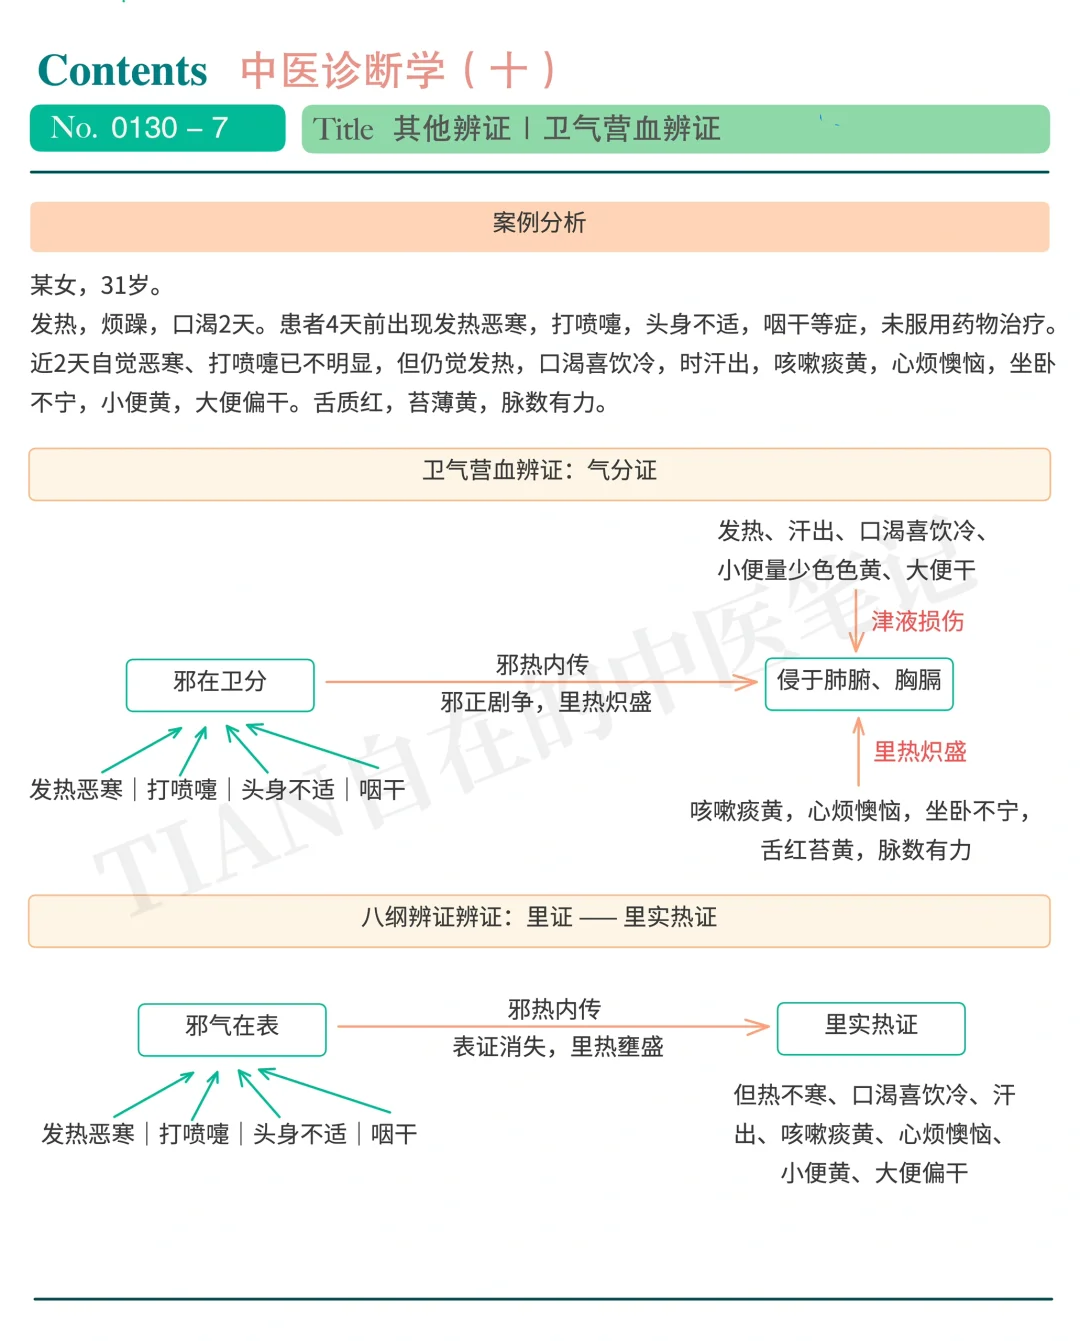 Contents 中医诊断学（十）
No. 0130 – 7
Title 其他辨证｜卫气营血辨证
案例分析
某女，31岁。
发热，烦躁，口渴2天。患者4天前出现发热恶寒，打喷嚏，头身不适，咽干等症，未服用药物治疗。
近2天自觉恶寒、打喷嚏已不明显，但仍觉发热，口渴喜饮冷，时汗出，咳嗽痰黄，心烦懊恼，坐卧
不宁，小便黄，大便偏干。舌质红，苔薄黄，脉数有力。
卫气营血辨证：气分证
发热、汗出、口渴喜饮冷、
小便量少色色黄、大便干
津液损伤
邪在卫分
邪热内传
邪正剧争，里热炽盛
侵于肺腑、胸膈
发热恶寒｜打喷嚏｜头身不适｜咽干
里热炽盛
咳嗽痰黄，心烦懊恼，坐卧不宁，
舌红苔黄，脉数有力
TIAN自在的中医笔记
八纲辨证辨证：里证 —— 里实热证
邪气在表
邪热内传
表证消失，里热壅盛
里实热证
发热恶寒｜打喷嚏｜头身不适｜咽干
但热不寒、口渴喜饮冷、汗
出、咳嗽痰黄、心烦懊恼、
小便黄、大便偏干